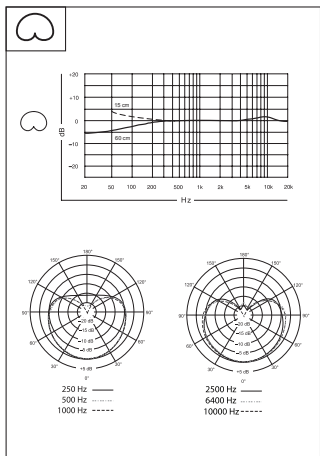 +20
+10
0
−10
−20
dB
15 cm
60 cm
20 50 100 200 500 1k 2k 5k 10k 20k
Hz
180°
150° 150°
120° 120°
90° 90°
60° 60°
30° 30°
0°
−20 dB
−15 dB
−10 dB
−5 dB
+5 dB
250 Hz
500 Hz
1000 Hz
180°
150° 150°
120° 120°
90° 90°
60° 60°
30° 30°
0°
−20 dB
−15 dB
−10 dB
−5 dB
+5 dB
2500 Hz
6400 Hz
10000 Hz